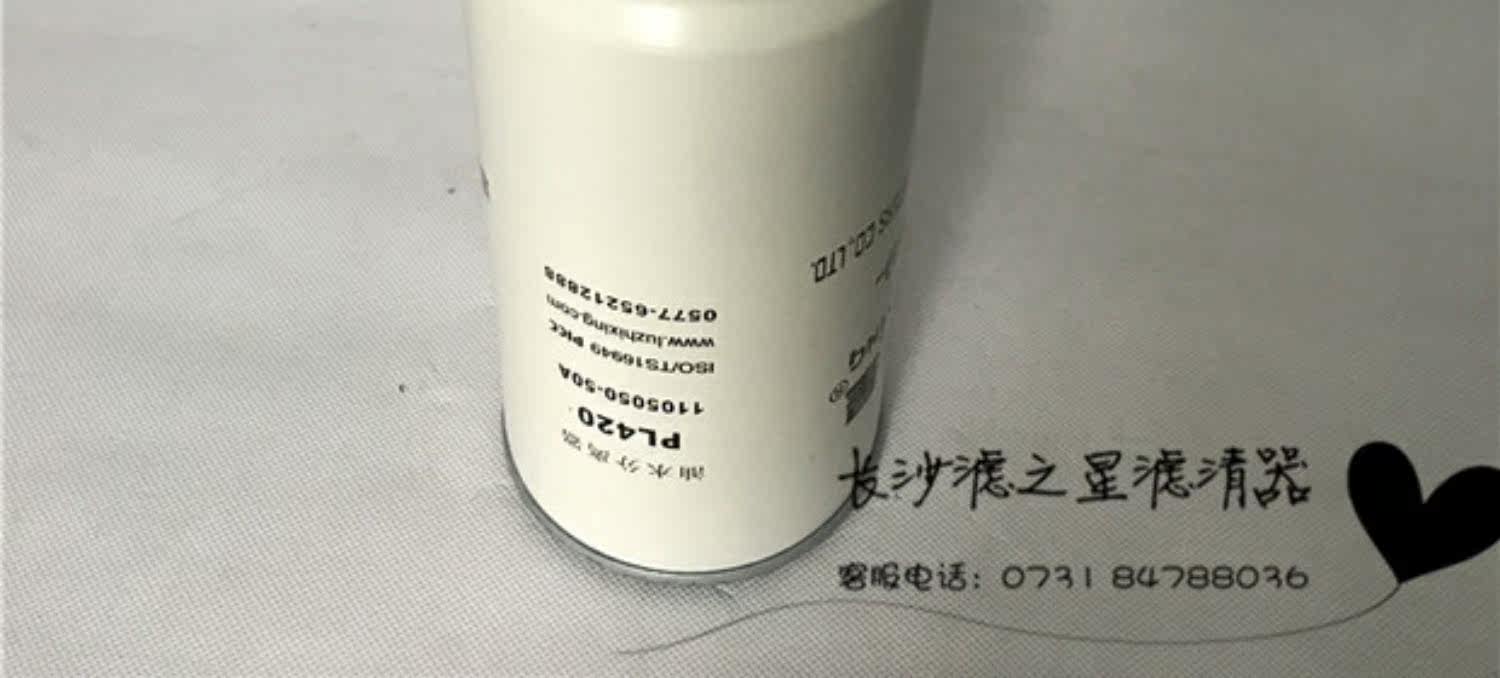 油水分离器
PL420
1105050-50A
ISO/TS16949 PICC
www.luzhixing.com
0577-65212888
CO.,LTD.
长沙滤之星滤清器
客服电话：0731 84788036